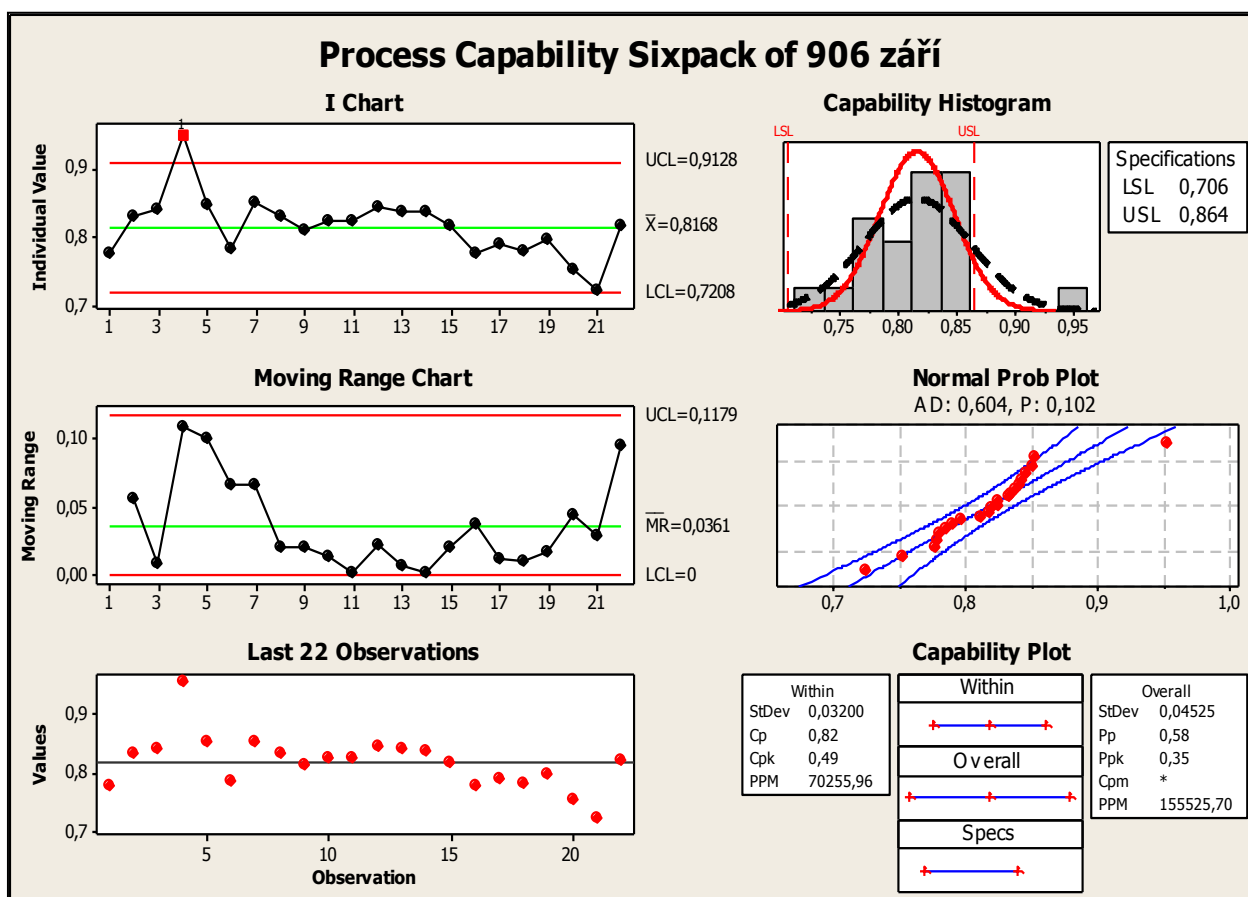 Process Capability Sixpack of 906 září
I Chart
Individual Value
0,9
0,8
0,7
1
UCL=0,9128
X=0,8168
LCL=0,7208
1 3 5 7 9 11 13 15 17 19 21
Capability Histogram
LSL USL
0,75 0,80 0,85 0,90 0,95
Specifications
LSL 0,706
USL 0,864
Moving Range Chart
Moving Range
0,10
0,05
0,00
UCL=0,1179
MR=0,0361
LCL=0
1 3 5 7 9 11 13 15 17 19 21
Normal Prob Plot
AD: 0,604, P: 0,102
0,7 0,8 0,9 1,0
Last 22 Observations
Values
0,9
0,8
0,7
5 10 15 20
Observation
Capability Plot
Within
StDev 0,03200
Cp 0,82
Cpk 0,49
PPM 70255,96
Within
Overall
Specs
Overall
StDev 0,04525
Pp 0,58
Ppk 0,35
Cpm *
PPM 155525,70